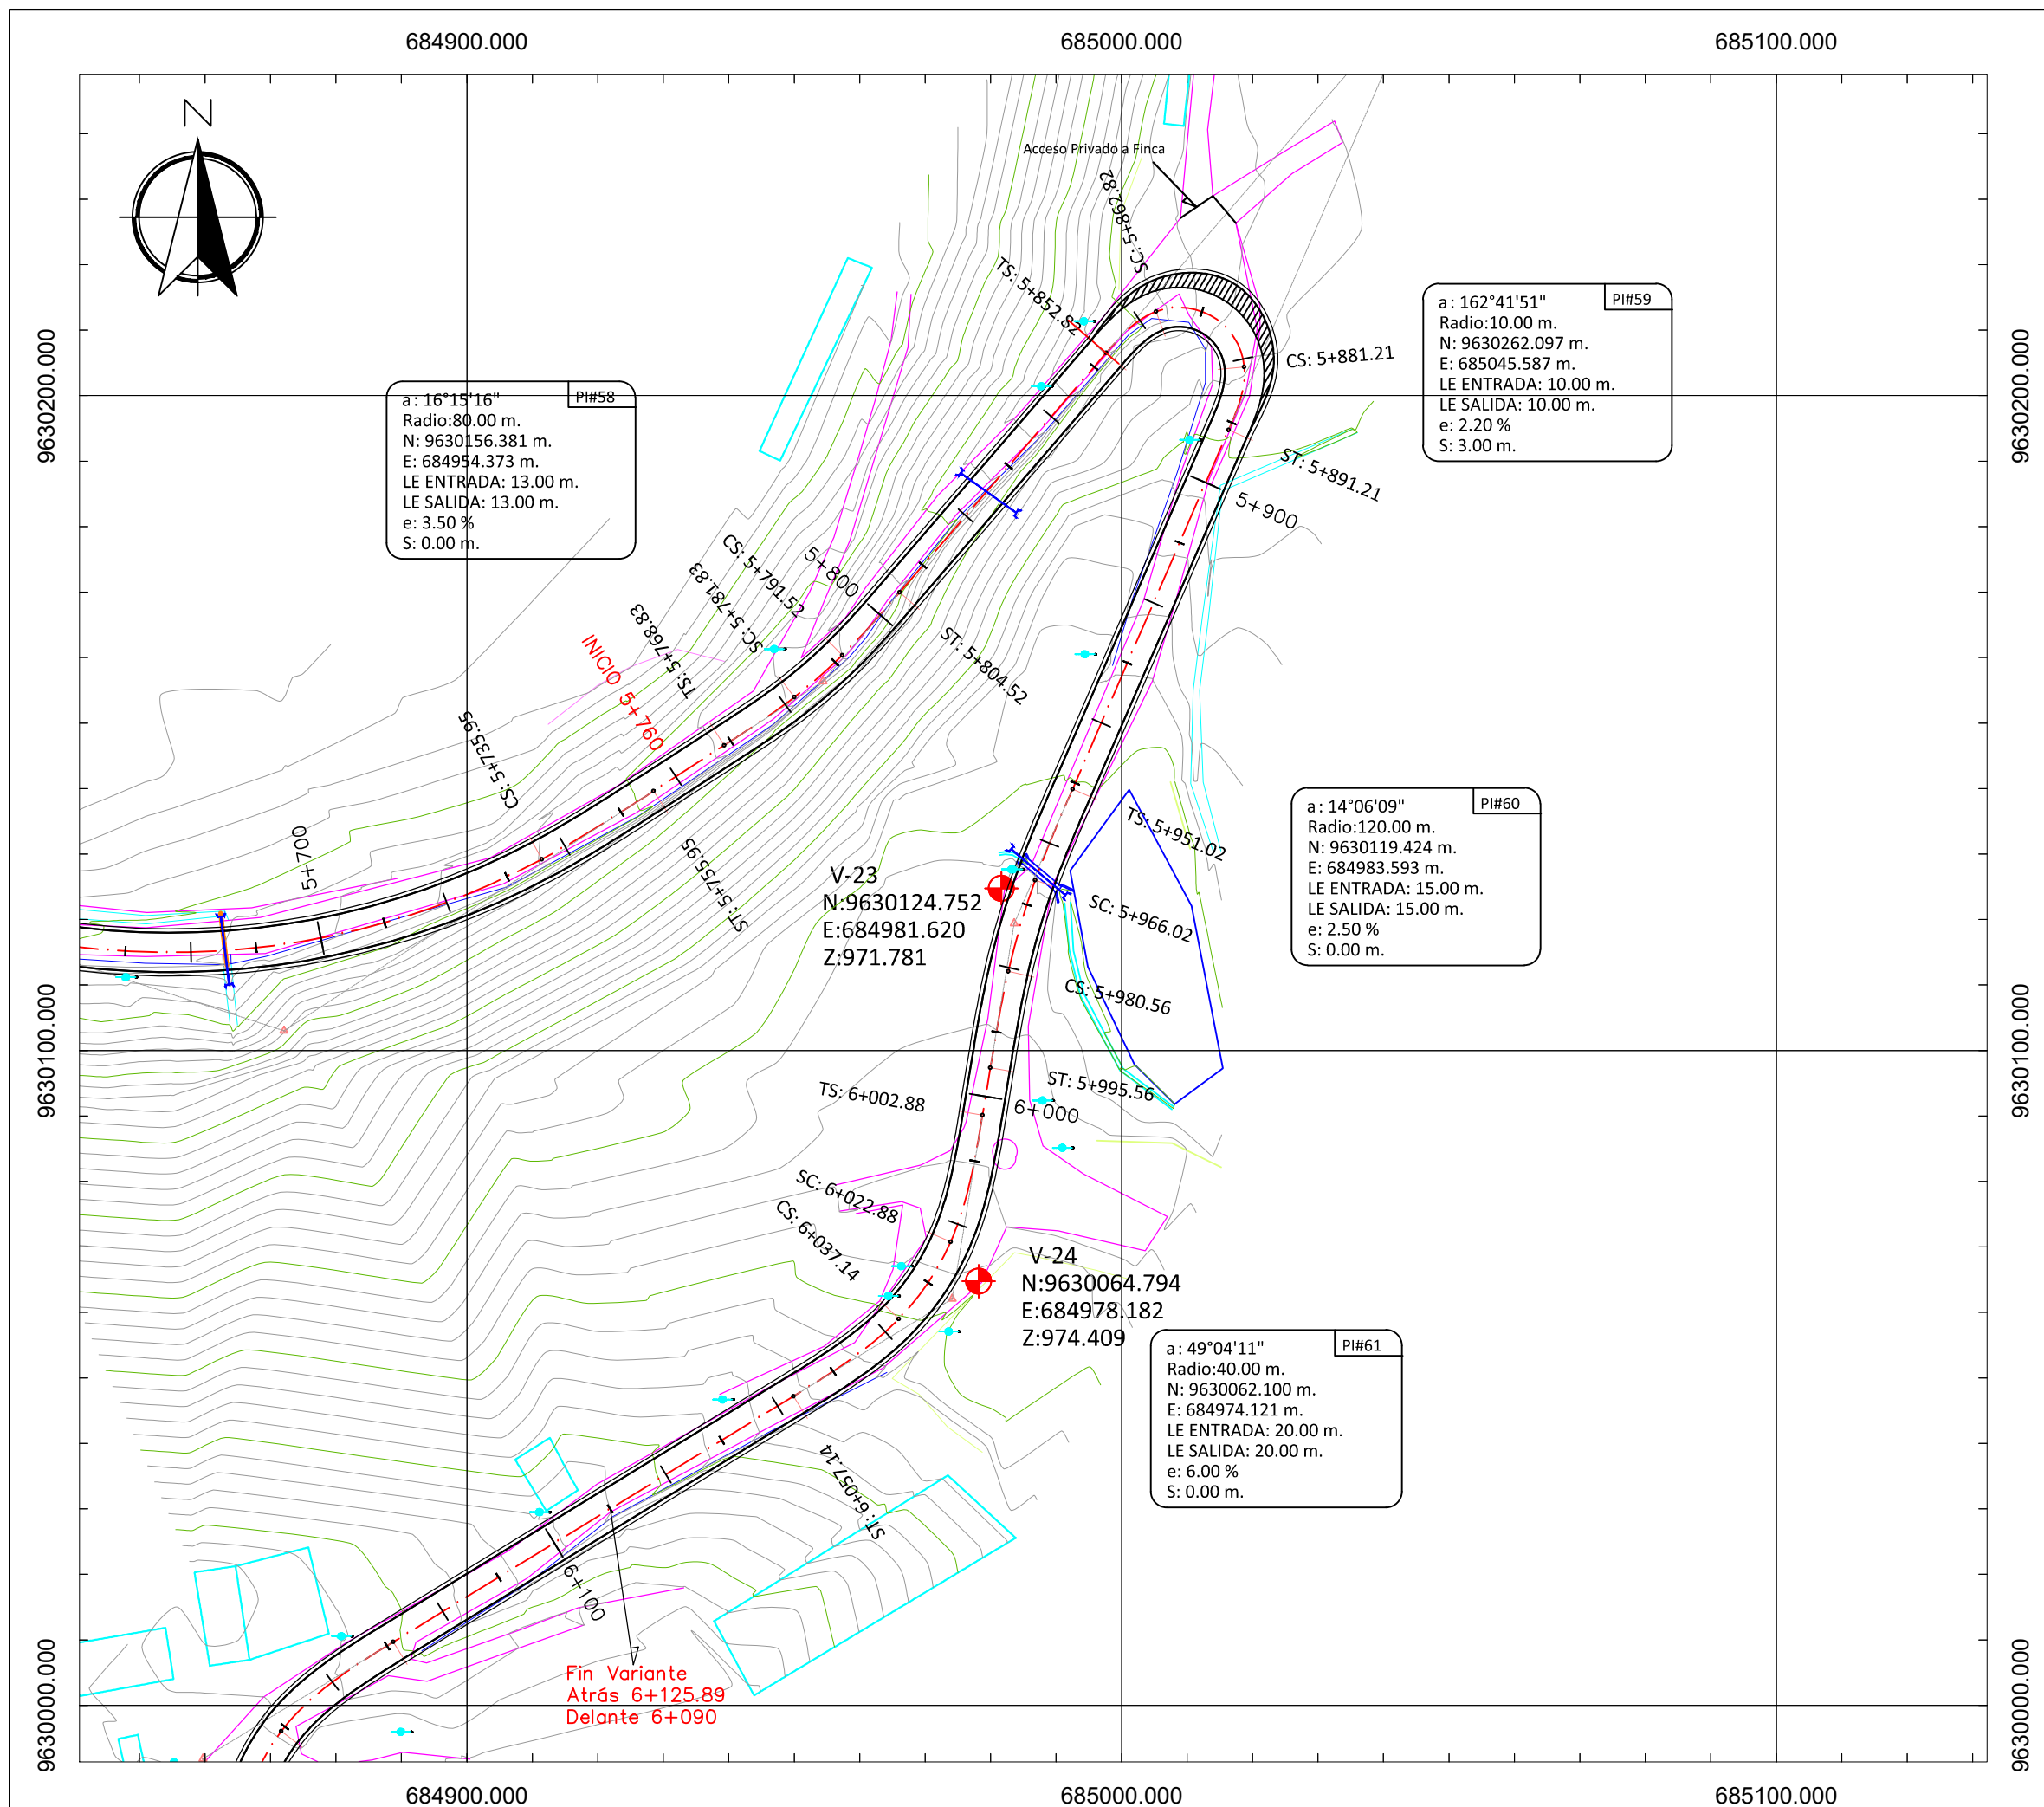 684900.000
685000.000
685100.000
N
Acceso Privado a Finca
SC: 5+862.82
TS: 5+852.82
a: 162°41'51"
PI#59
Radio:10.00 m.
N: 9630262.097 m.
E: 685045.587 m.
LE ENTRADA: 10.00 m.
LE SALIDA: 10.00 m.
e: 2.20 %
S: 3.00 m.
CS: 5+881.21
9630200.000
9630200.000
a: 16°15'16"
PI#58
Radio:80.00 m.
N: 9630156.381 m.
E: 684954.373 m.
LE ENTRADA: 13.00 m.
LE SALIDA: 13.00 m.
e: 3.50 %
S: 0.00 m.
ST: 5+891.21
5+900
CS: 5+791.52
5+800
SC: 5+781.83
TS: 5+768.83
INICIO 5+760
ST: 5+804.52
CS: 5+735.95
5+700
ST: 5+755.95
TS: 5+951.02
a: 14°06'09"
PI#60
Radio:120.00 m.
N: 9630119.424 m.
E: 684983.593 m.
LE ENTRADA: 15.00 m.
LE SALIDA: 15.00 m.
e: 2.50 %
S: 0.00 m.
V-23
N:9630124.752
E:684981.620
Z:971.781
SC: 5+966.02
CS: 5+980.56
9630100.000
9630100.000
ST: 5+995.56
TS: 6+002.88
6+000
SC: 6+022.88
CS: 6+037.14
V-24
N:9630064.794
E:684978.182
Z:974.409
a: 49°04'11"
PI#61
Radio:40.00 m.
N: 9630062.100 m.
E: 684974.121 m.
LE ENTRADA: 20.00 m.
LE SALIDA: 20.00 m.
e: 6.00 %
S: 0.00 m.
ST: 6+057.14
6+100
Fin Variante
Atrás 6+125.89
Delante 6+090
9630000.000
9630000.000
684900.000
685000.000
685100.000